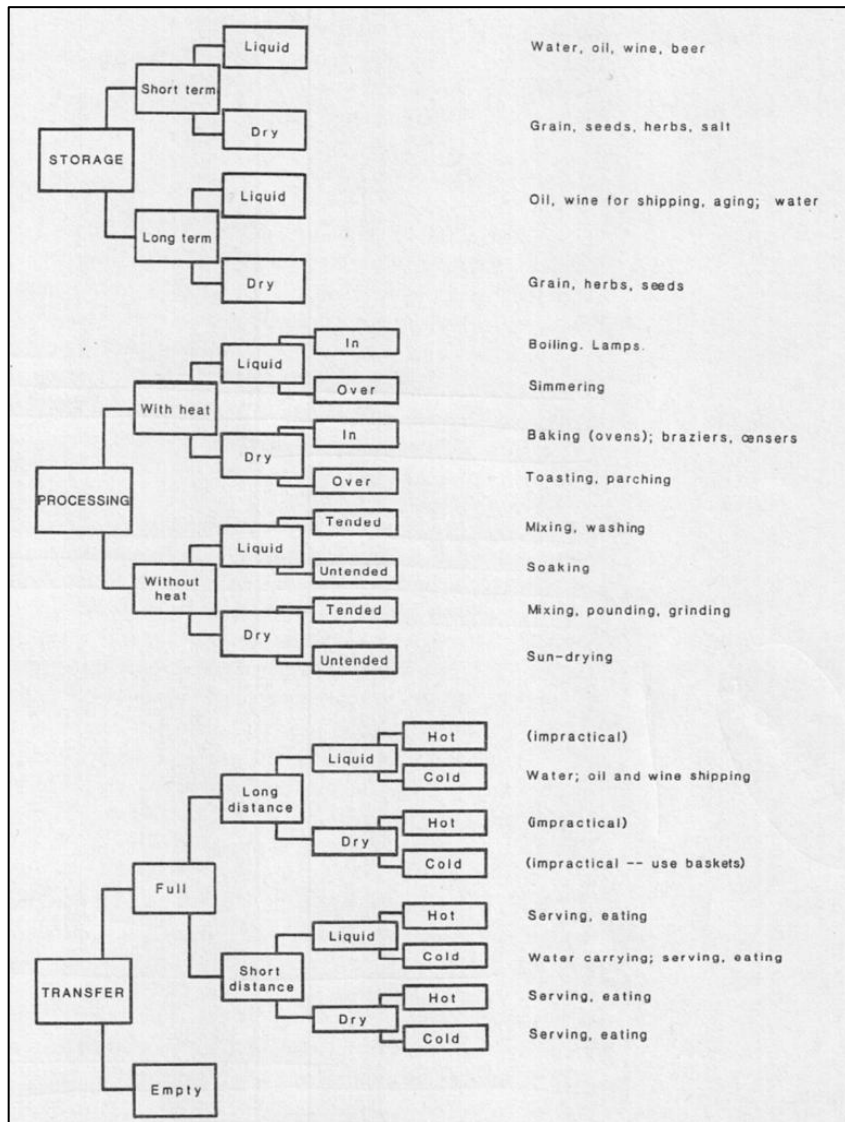 Liquid Water, oil, wine, beer
Short term
Dry Grain, seeds, herbs, salt
STORAGE
Liquid Oil, wine for shipping, aging; water
Long term
Dry Grain, herbs, seeds
In Boiling. Lamps.
Liquid
Over Simmering
With heat
In Baking (ovens); braziers, censers
Dry
Over Toasting, parching
PROCESSING
Tended Mixing, washing
Liquid
Untended Soaking
Without
heat
Tended Mixing, pounding, grinding
Dry
Untended Sun-drying
Hot (impractical)
Liquid
Cold Water; oil and wine shipping
Long
distance
Hot (impractical)
Dry
Cold (impractical -- use baskets)
Full
Hot Serving, eating
Liquid
Cold Water carrying; serving, eating
Short
distance
TRANSFER
Hot Serving, eating
Dry
Cold Serving, eating
Empty